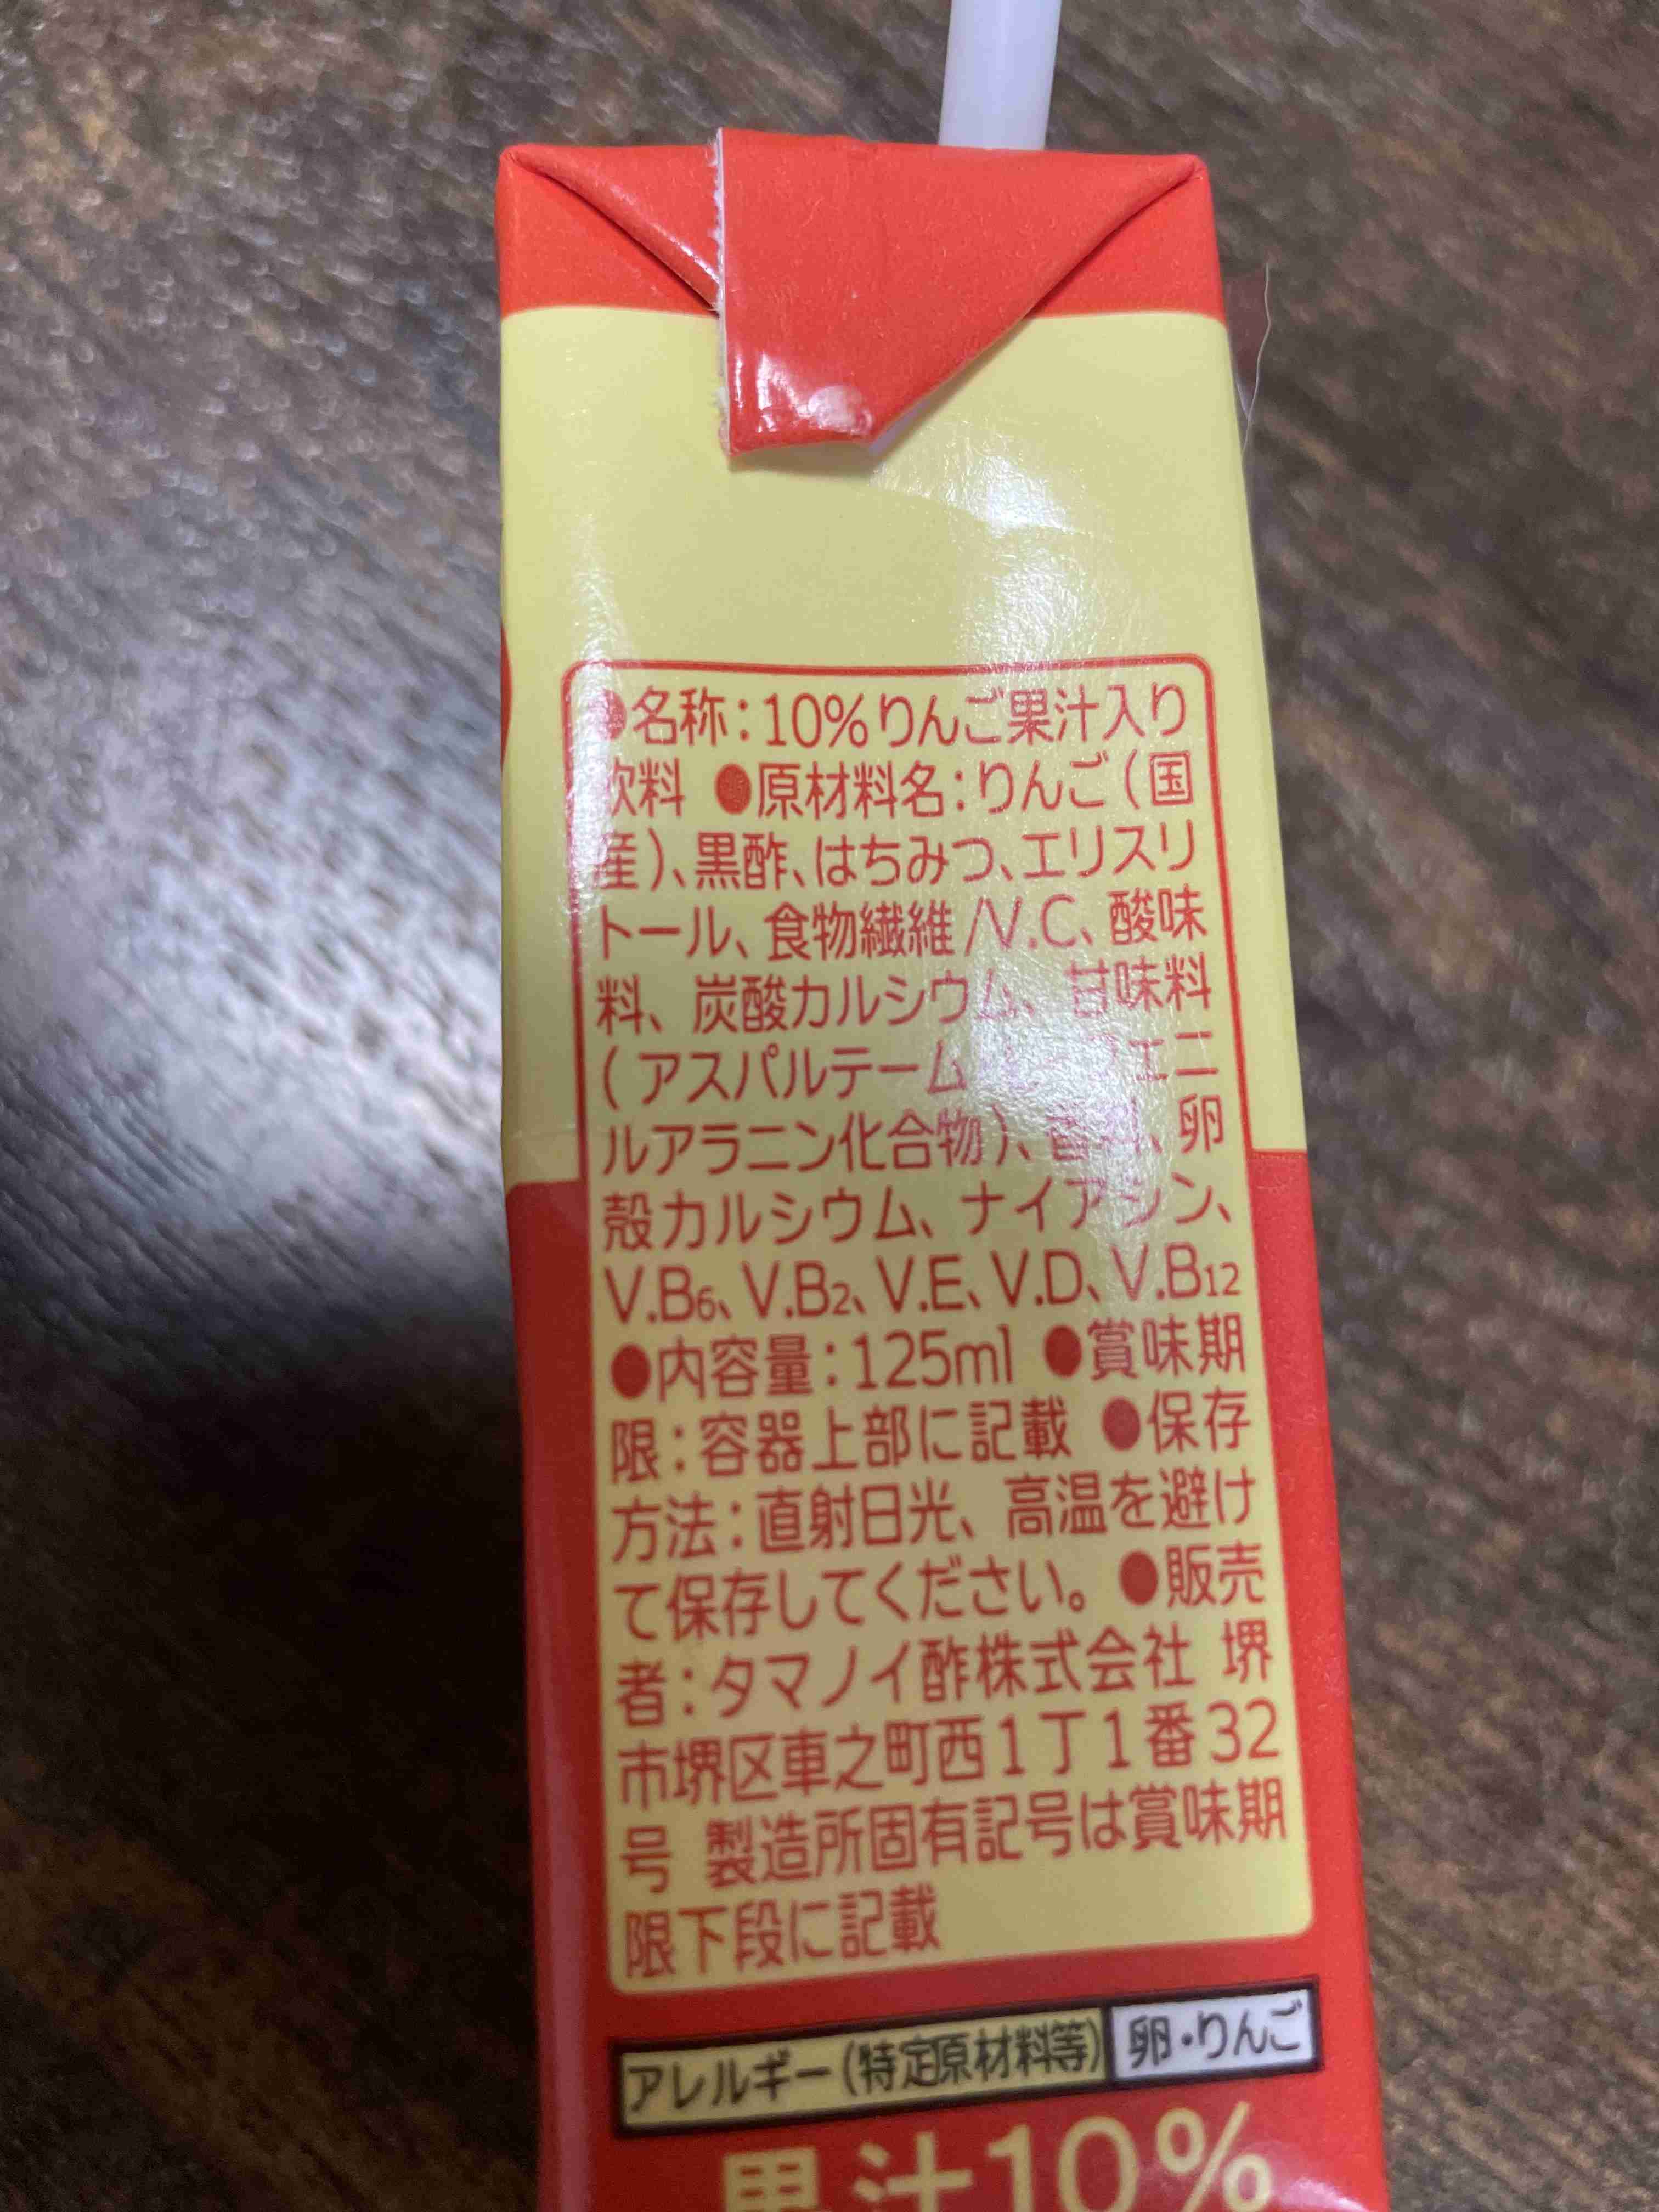 ●名称：10%りんご果汁入り
飲料 ●原材料名：りんご（国
産）、黒酢、はちみつ、エリスリ
トール、食物繊維/V.C、酸味
料、炭酸カルシウム、甘味料
（アスパルテーム・L-フェニ
ルアラニン化合物）、香料、卵
殻カルシウム、ナイアシン、
V.B6、V.B2、V.E、V.D、V.B12
●内容量：125ml ●賞味期
限：容器上部に記載 ●保存
方法：直射日光、高温を避け
て保存してください。●販売
者：タマノイ酢株式会社 堺
市堺区車之町西1丁1番32
号 製造所固有記号は賞味期
限下段に記載
アレルギー（特定原材料等） 卵・りんご
果汁10%